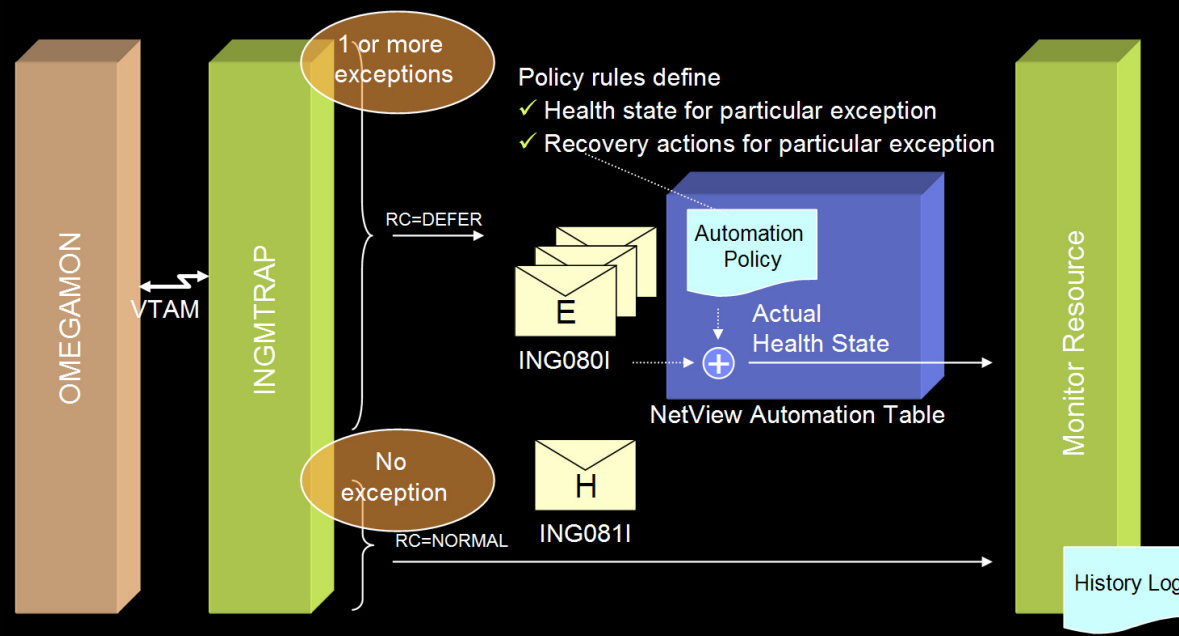 1 or more
exceptions
Policy rules define
✓ Health state for particular exception
✓ Recovery actions for particular exception
OMEGAMON
VTAM
INGMTRAP
RC=DEFER
E
ING080I
Automation
Policy
Actual
Health State
NetView Automation Table
Monitor Resource
No
exception
H
ING081I
RC=NORMAL
History Log